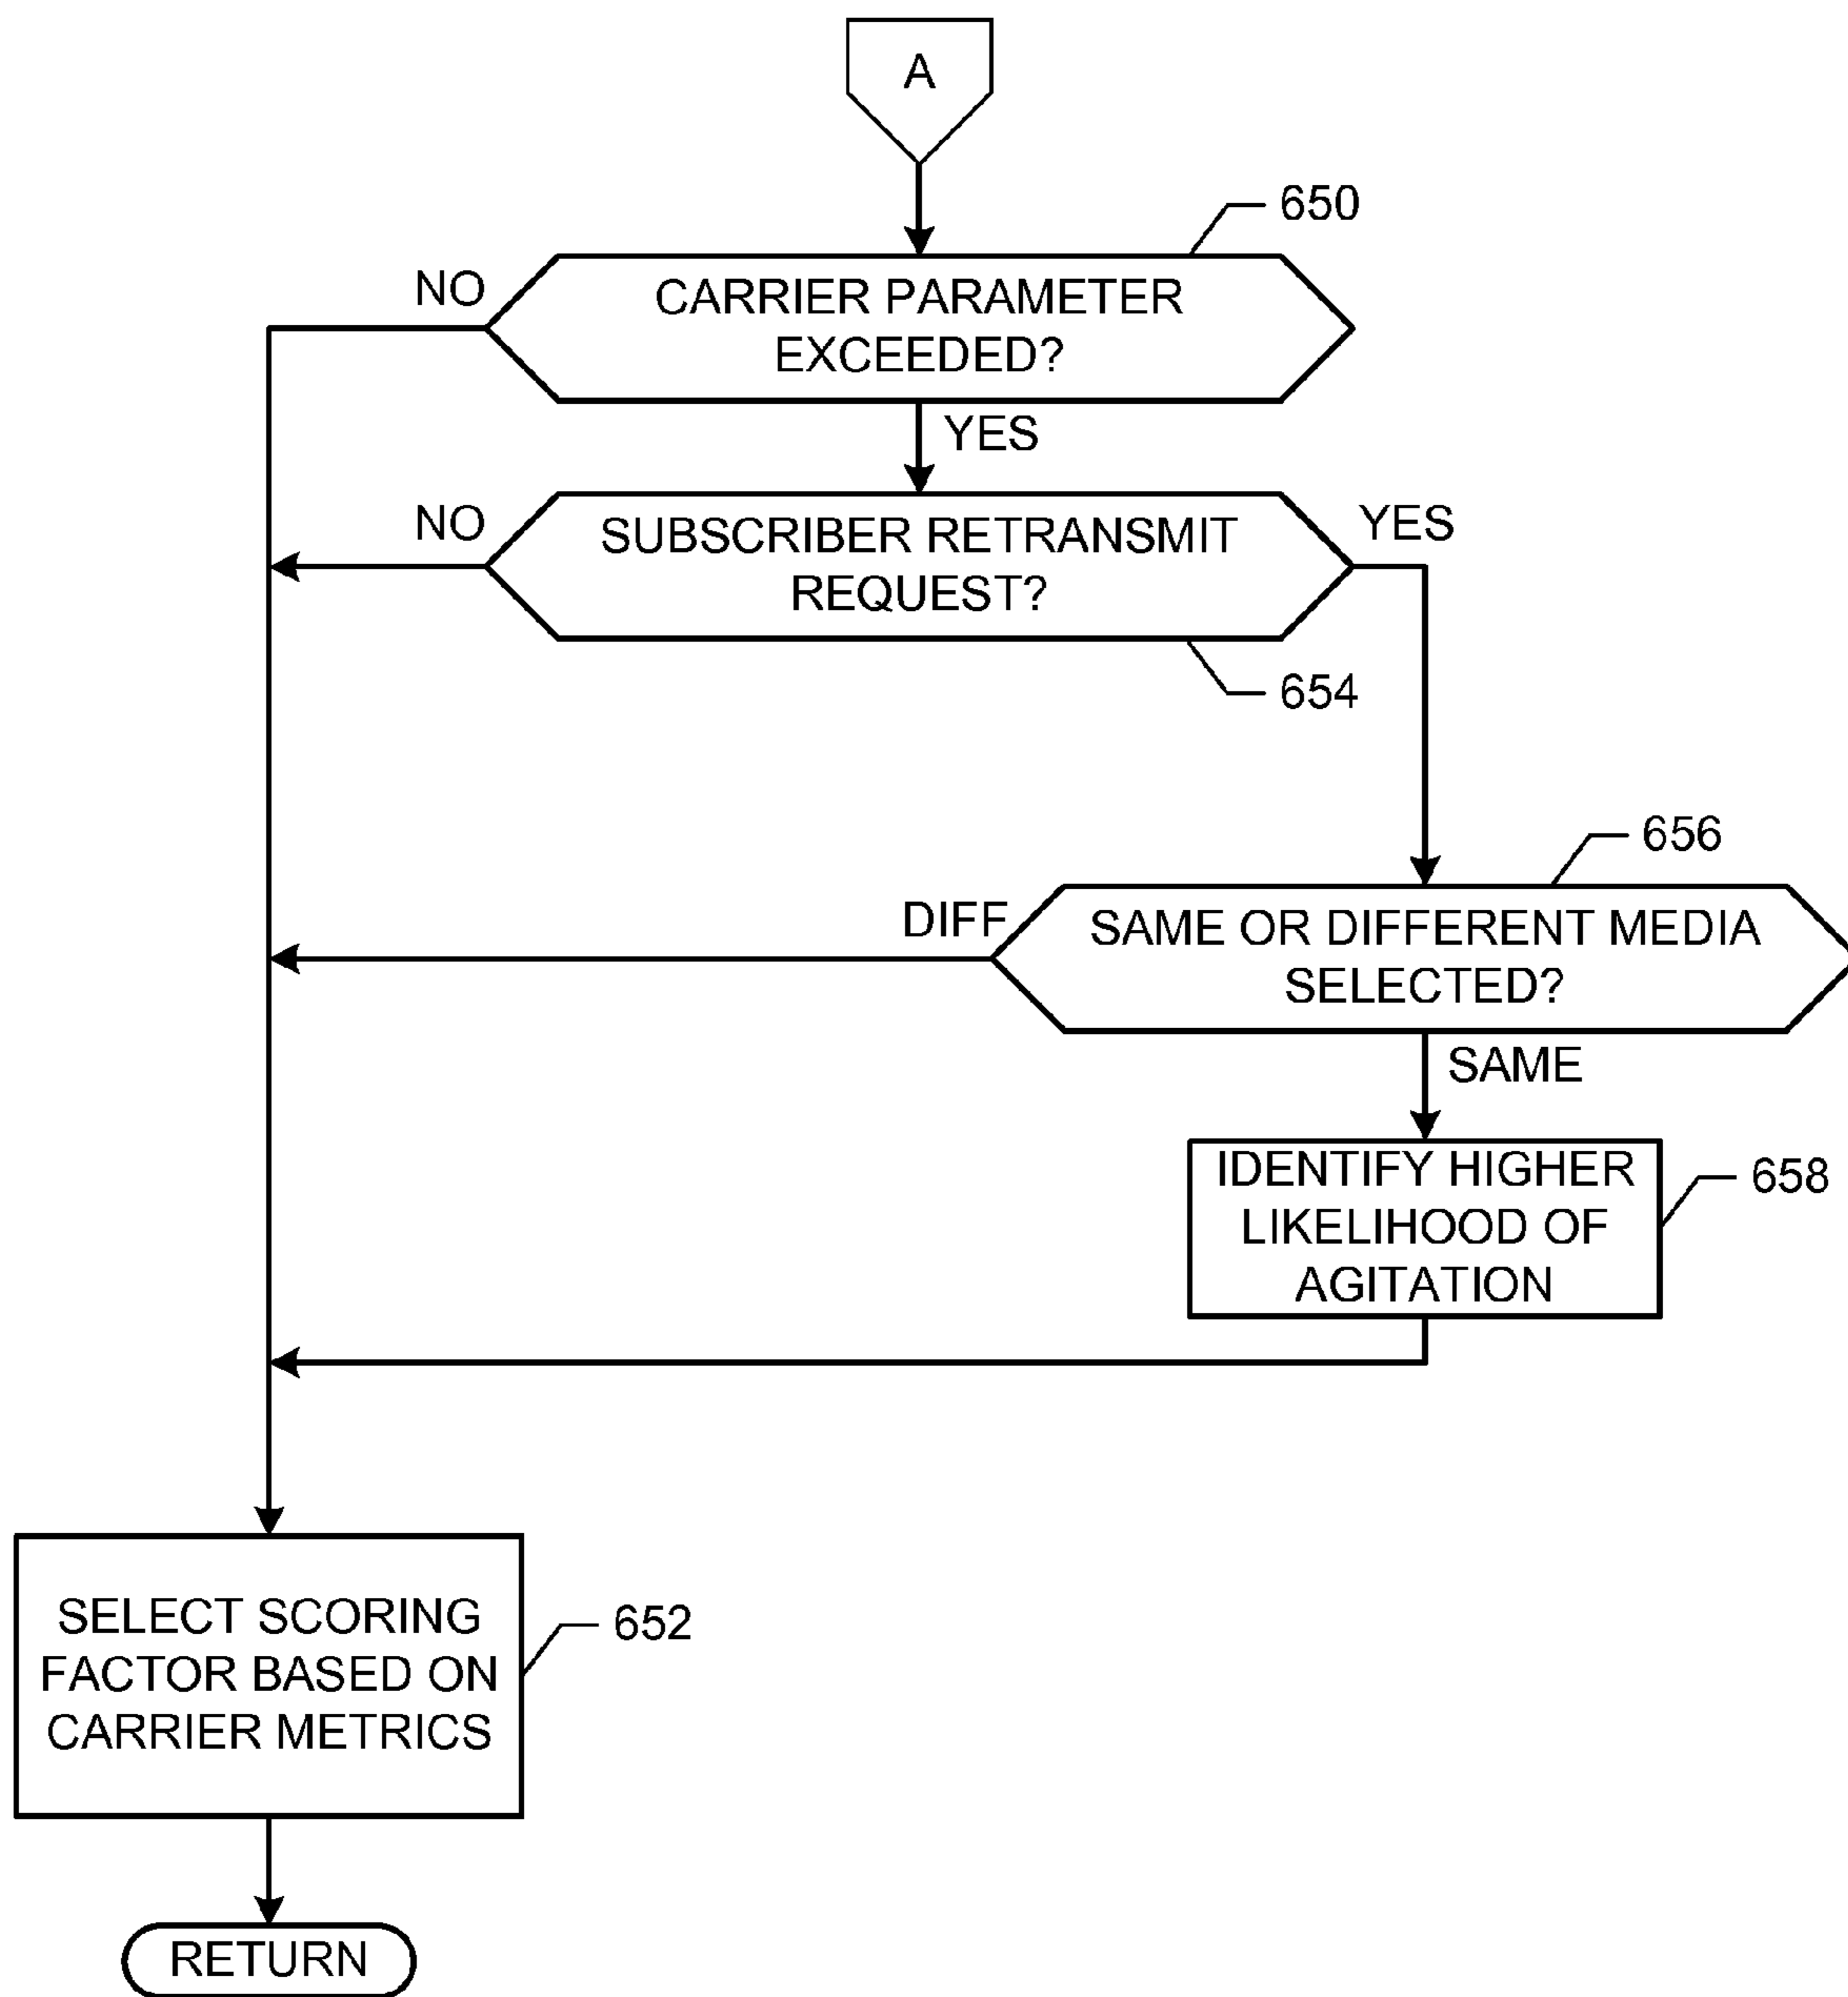 A
650
NO
CARRIER PARAMETER
EXCEEDED?
YES
NO
SUBSCRIBER RETRANSMIT
REQUEST?
YES
654
656
DIFF
SAME OR DIFFERENT MEDIA
SELECTED?
SAME
IDENTIFY HIGHER
LIKELIHOOD OF
AGITATION
658
SELECT SCORING
FACTOR BASED ON
CARRIER METRICS
652
RETURN